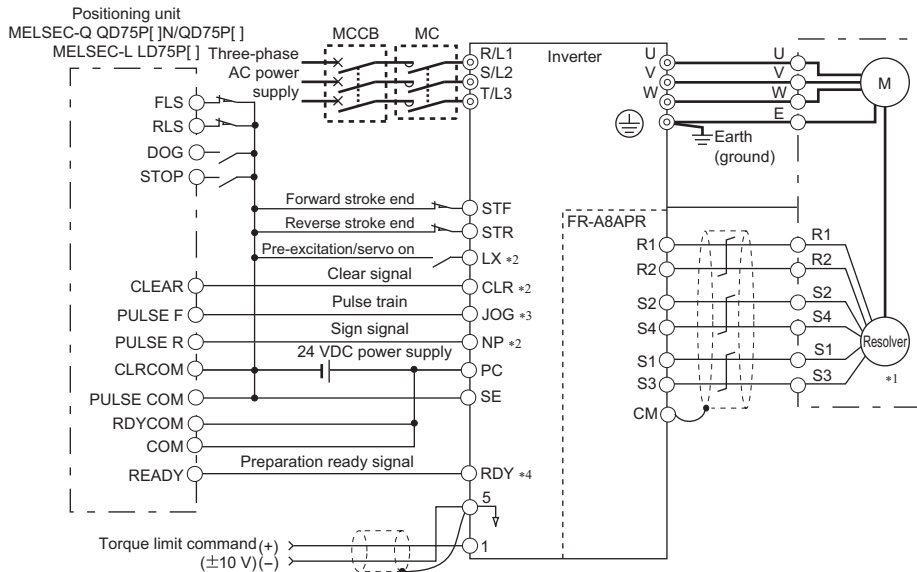 Positioning unit
MELSEC-Q QD75P[ ]N/QD75P[ ]
MELSEC-L LD75P[ ]
Three-phase
AC power
supply
MCCB
MC
R/L1
S/L2
T/L3
Inverter
U
V
W
U
V
W
E
M
Earth
(ground)
FLS
RLS
DOG
STOP
Forward stroke end
STF
Reverse stroke end
STR
Pre-excitation/servo on
LX *2
CLEAR
Clear signal
CLR *2
PULSE F
Pulse train
JOG *3
PULSE R
Sign signal
NP *2
CLRCOM
24 VDC power supply
PC
PULSE COM
SE
RDYCOM
COM
READY
Preparation ready signal
RDY *4
5
Torque limit command (+)
(±10 V) (−)
1
FR-A8APR
R1
R2
S2
S4
S1
S3
CM
R1
R2
S2
S4
S1
S3
Resolver
*1